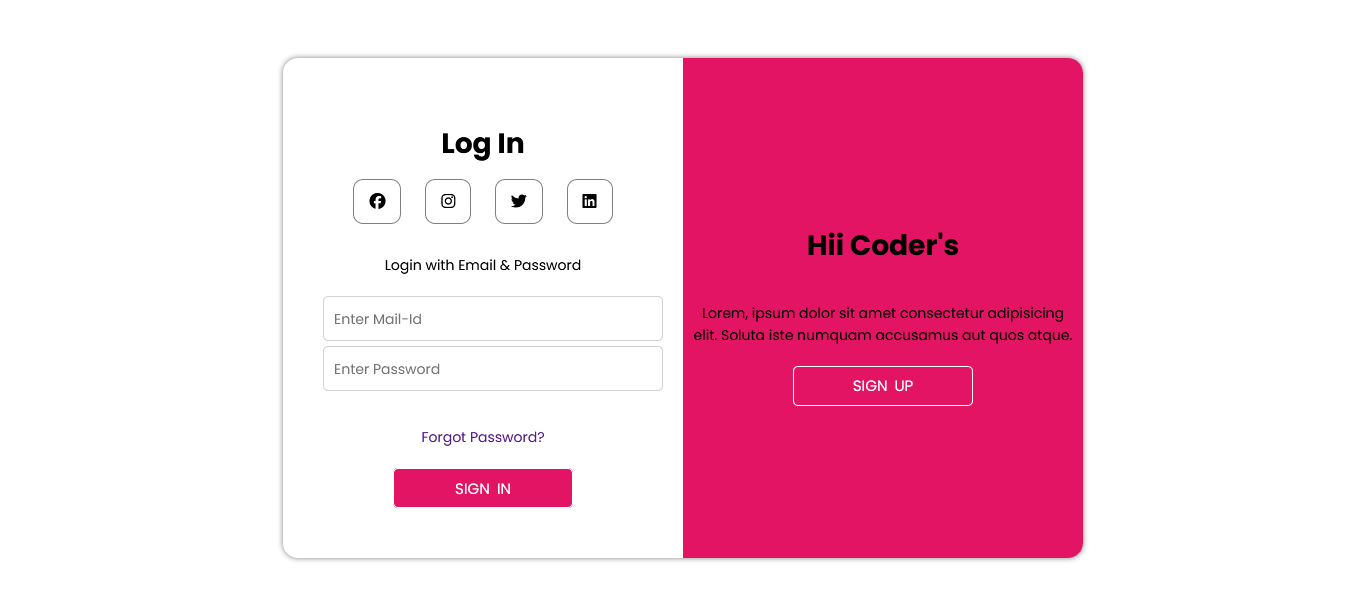 Log In
Login with Email & Password
Enter Mail-Id
Enter Password
Forgot Password?
SIGN IN
Hii Coder's
Lorem, ipsum dolor sit amet consectetur adipisicing
elit. Soluta iste numquam accusamus aut quos atque.
SIGN UP